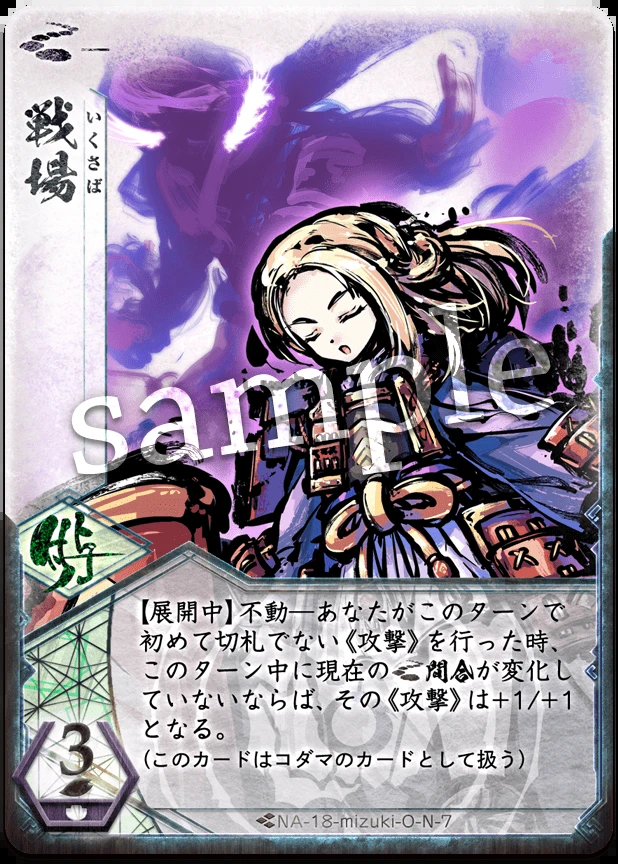 戦場
いくさば
sample
付与
【展開中】不動―あなたがこのターンで
初めて切札でない《攻撃》を行った時、
このターン中に現在の間合が変化し
ていないならば、その《攻撃》は+1/+1
となる。
(このカードはコダマのカードとして扱う)
3
NA-18-mizuki-O-N-7